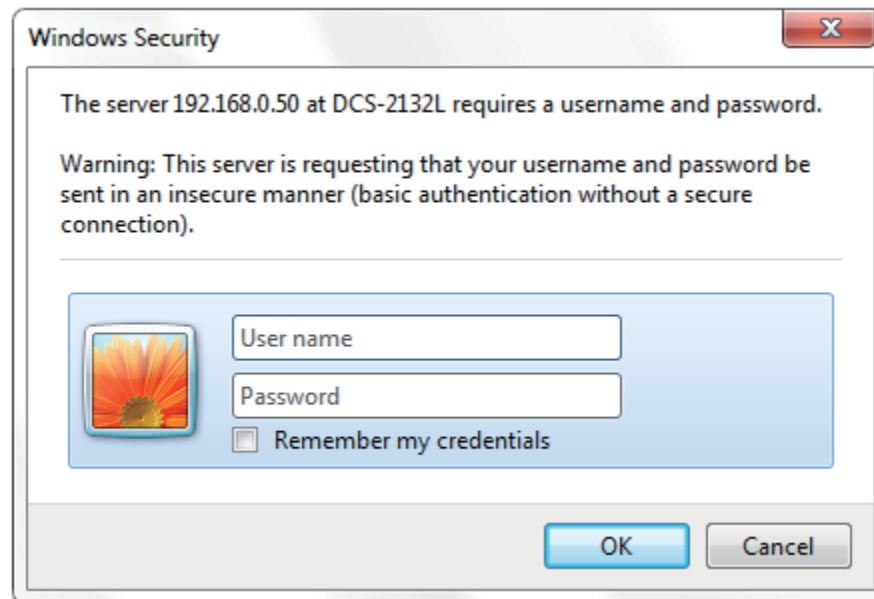 Windows Security
The server 192.168.0.50 at DCS-2132L requires a username and password.
Warning: This server is requesting that your username and password be
sent in an insecure manner (basic authentication without a secure
connection).
User name
Password
Remember my credentials
OK
Cancel